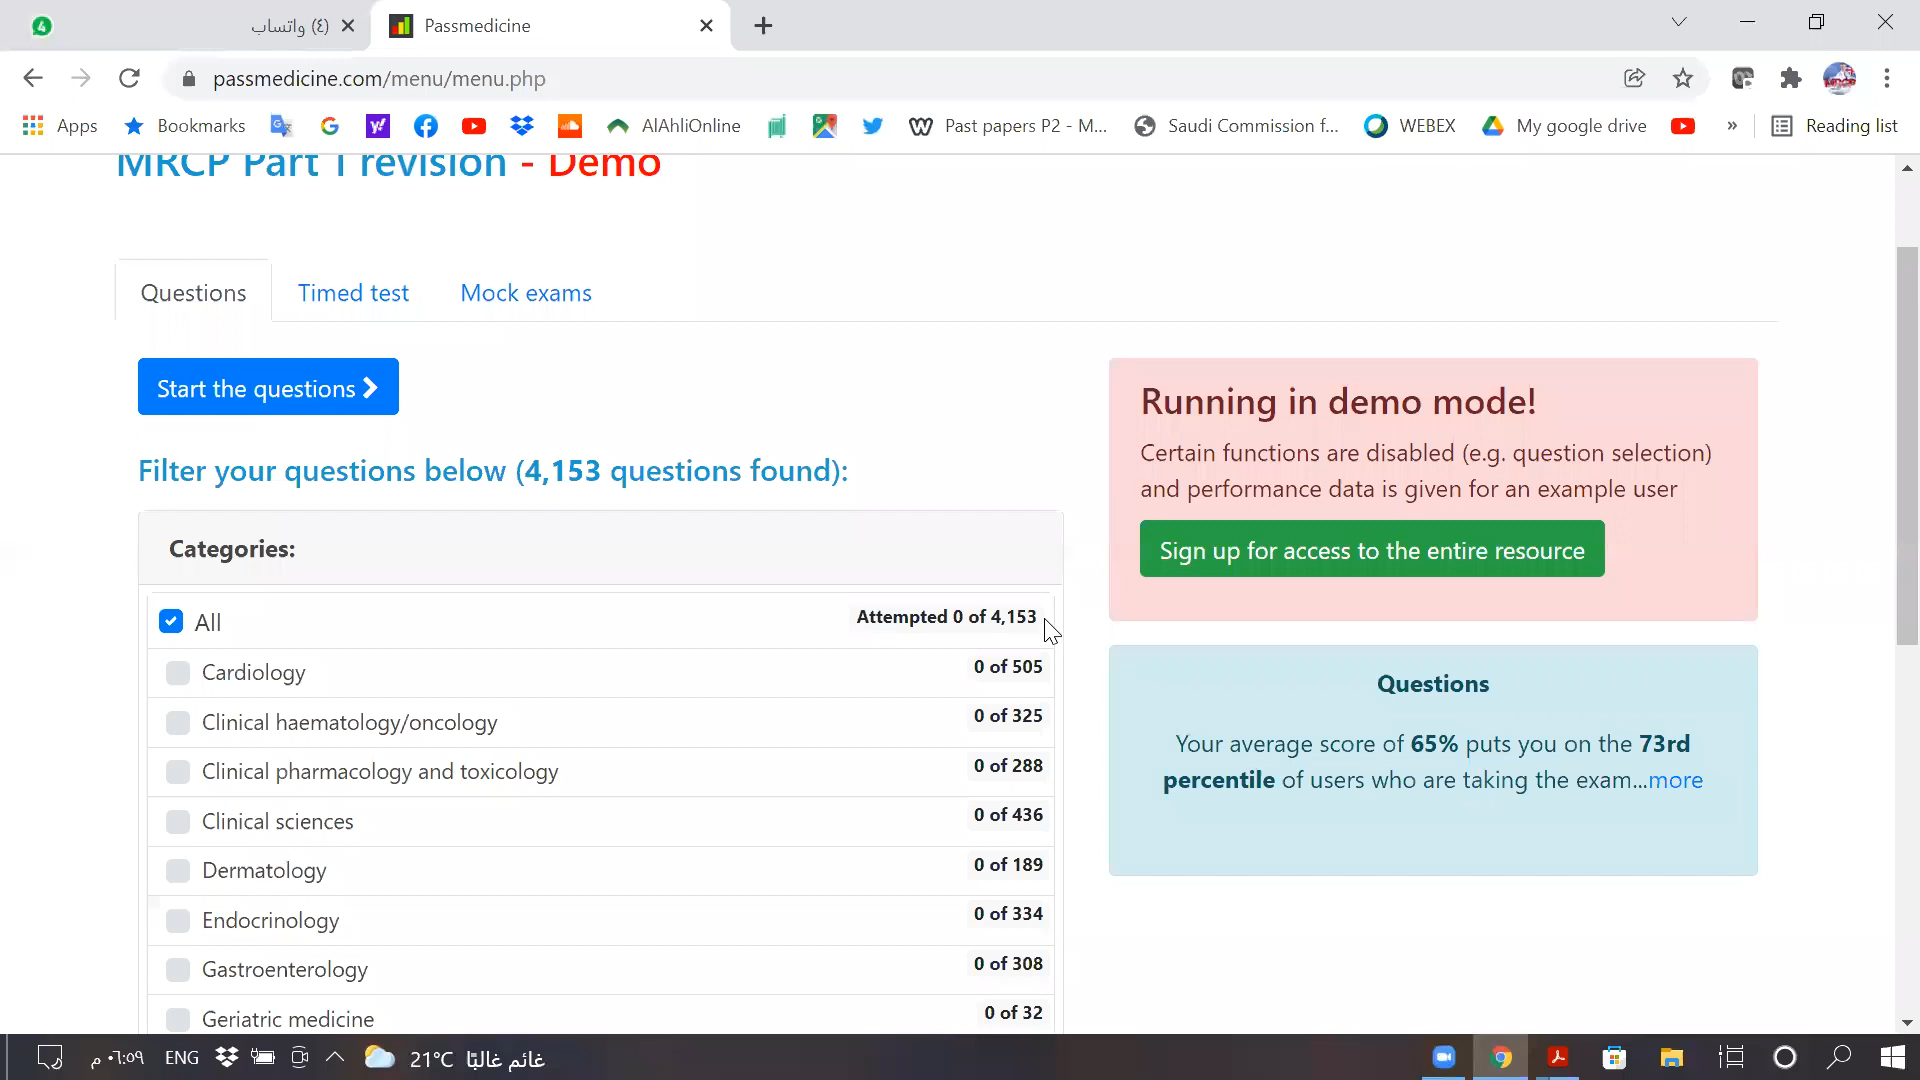 (٤) واتساب
Passmedicine
passmedicine.com/menu/menu.php
Apps
Bookmarks
AlAhliOnline
Past papers P2 - M...
Saudi Commission f...
WEBEX
My google drive
»
Reading list
MRCP Part 1 revision - Demo
Questions
Timed test
Mock exams
Start the questions
Filter your questions below (4,153 questions found):
Categories:
All
Attempted 0 of 4,153
Cardiology
0 of 505
Clinical haematology/oncology
0 of 325
Clinical pharmacology and toxicology
0 of 288
Clinical sciences
0 of 436
Dermatology
0 of 189
Endocrinology
0 of 334
Gastroenterology
0 of 308
Geriatric medicine
0 of 32
Running in demo mode!
Certain functions are disabled (e.g. question selection)
and performance data is given for an example user
Sign up for access to the entire resource
Questions
Your average score of 65% puts you on the 73rd
percentile of users who are taking the exam...more
٠٦:٥٩ م
ENG
21°C غائم غالبًا